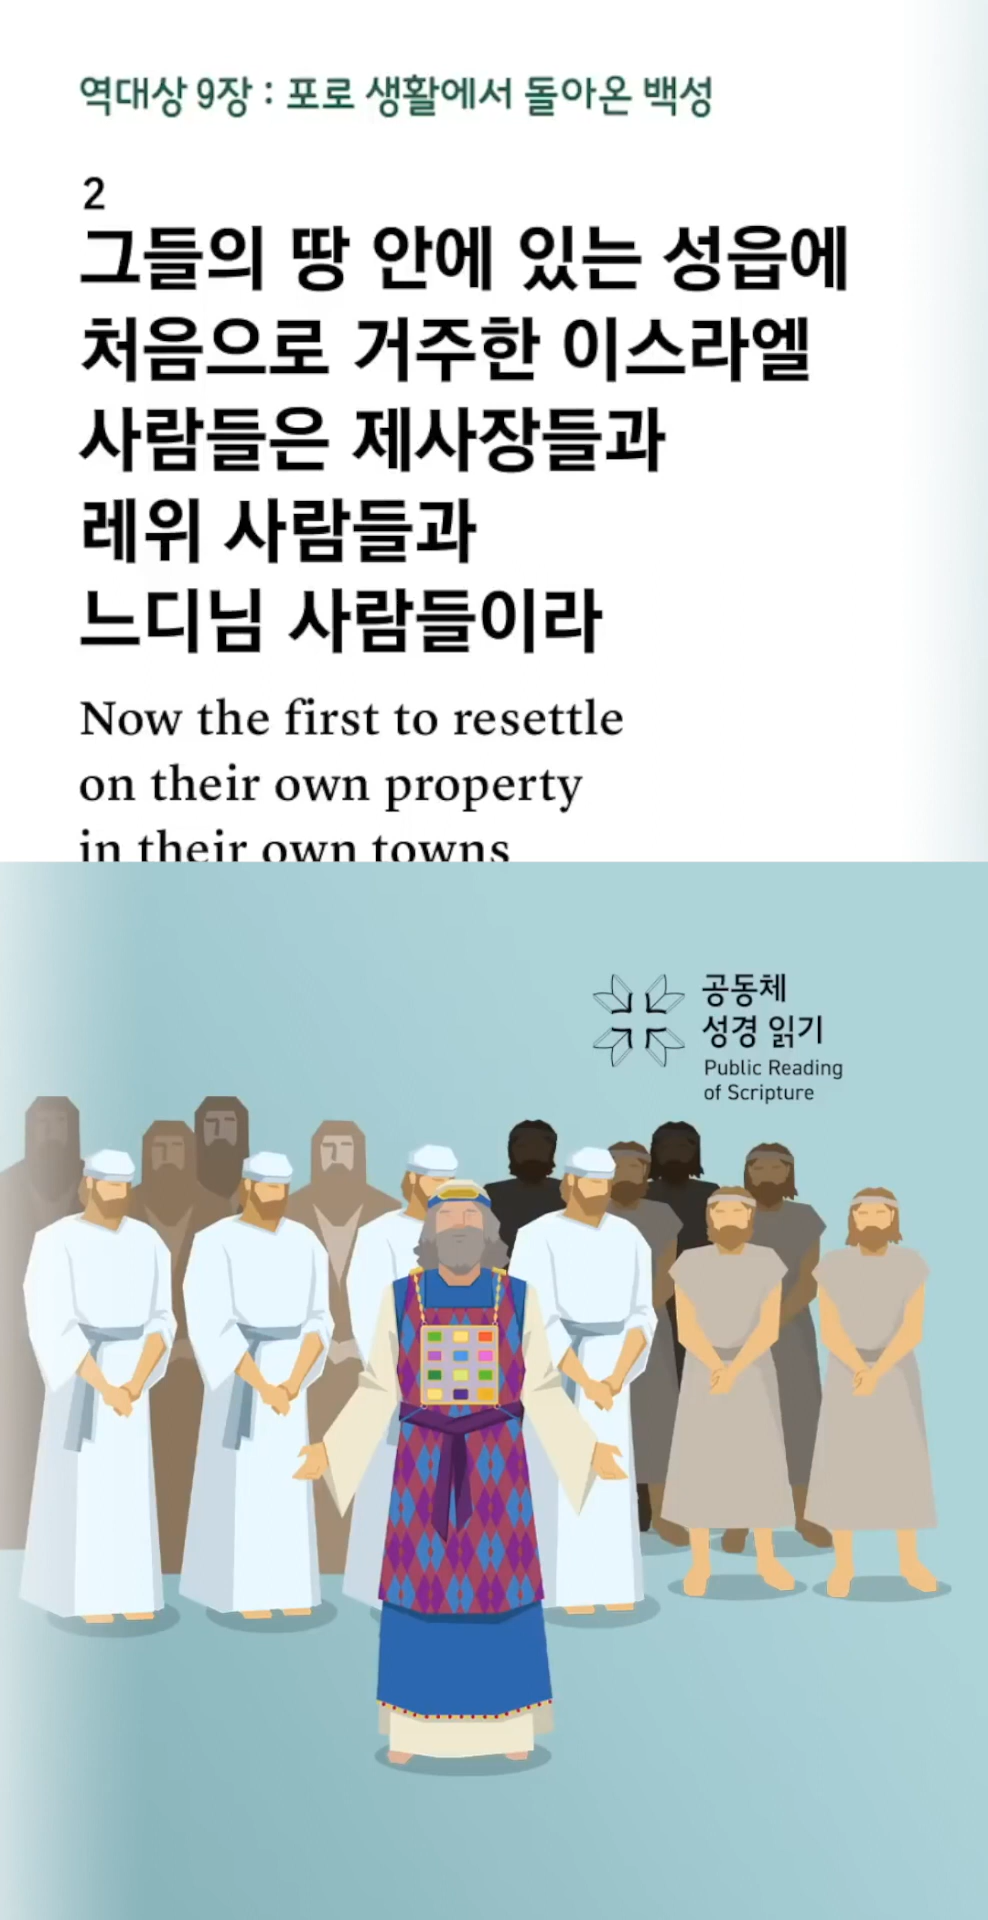 역대상 9장 : 포로 생활에서 돌아온 백성
2
그들의 땅 안에 있는 성읍에
처음으로 거주한 이스라엘
사람들은 제사장들과
레위 사람들과
느디님 사람들이라
Now the first to resettle
on their own property
in their own towns
공동체
성경 읽기
Public Reading
of Scripture